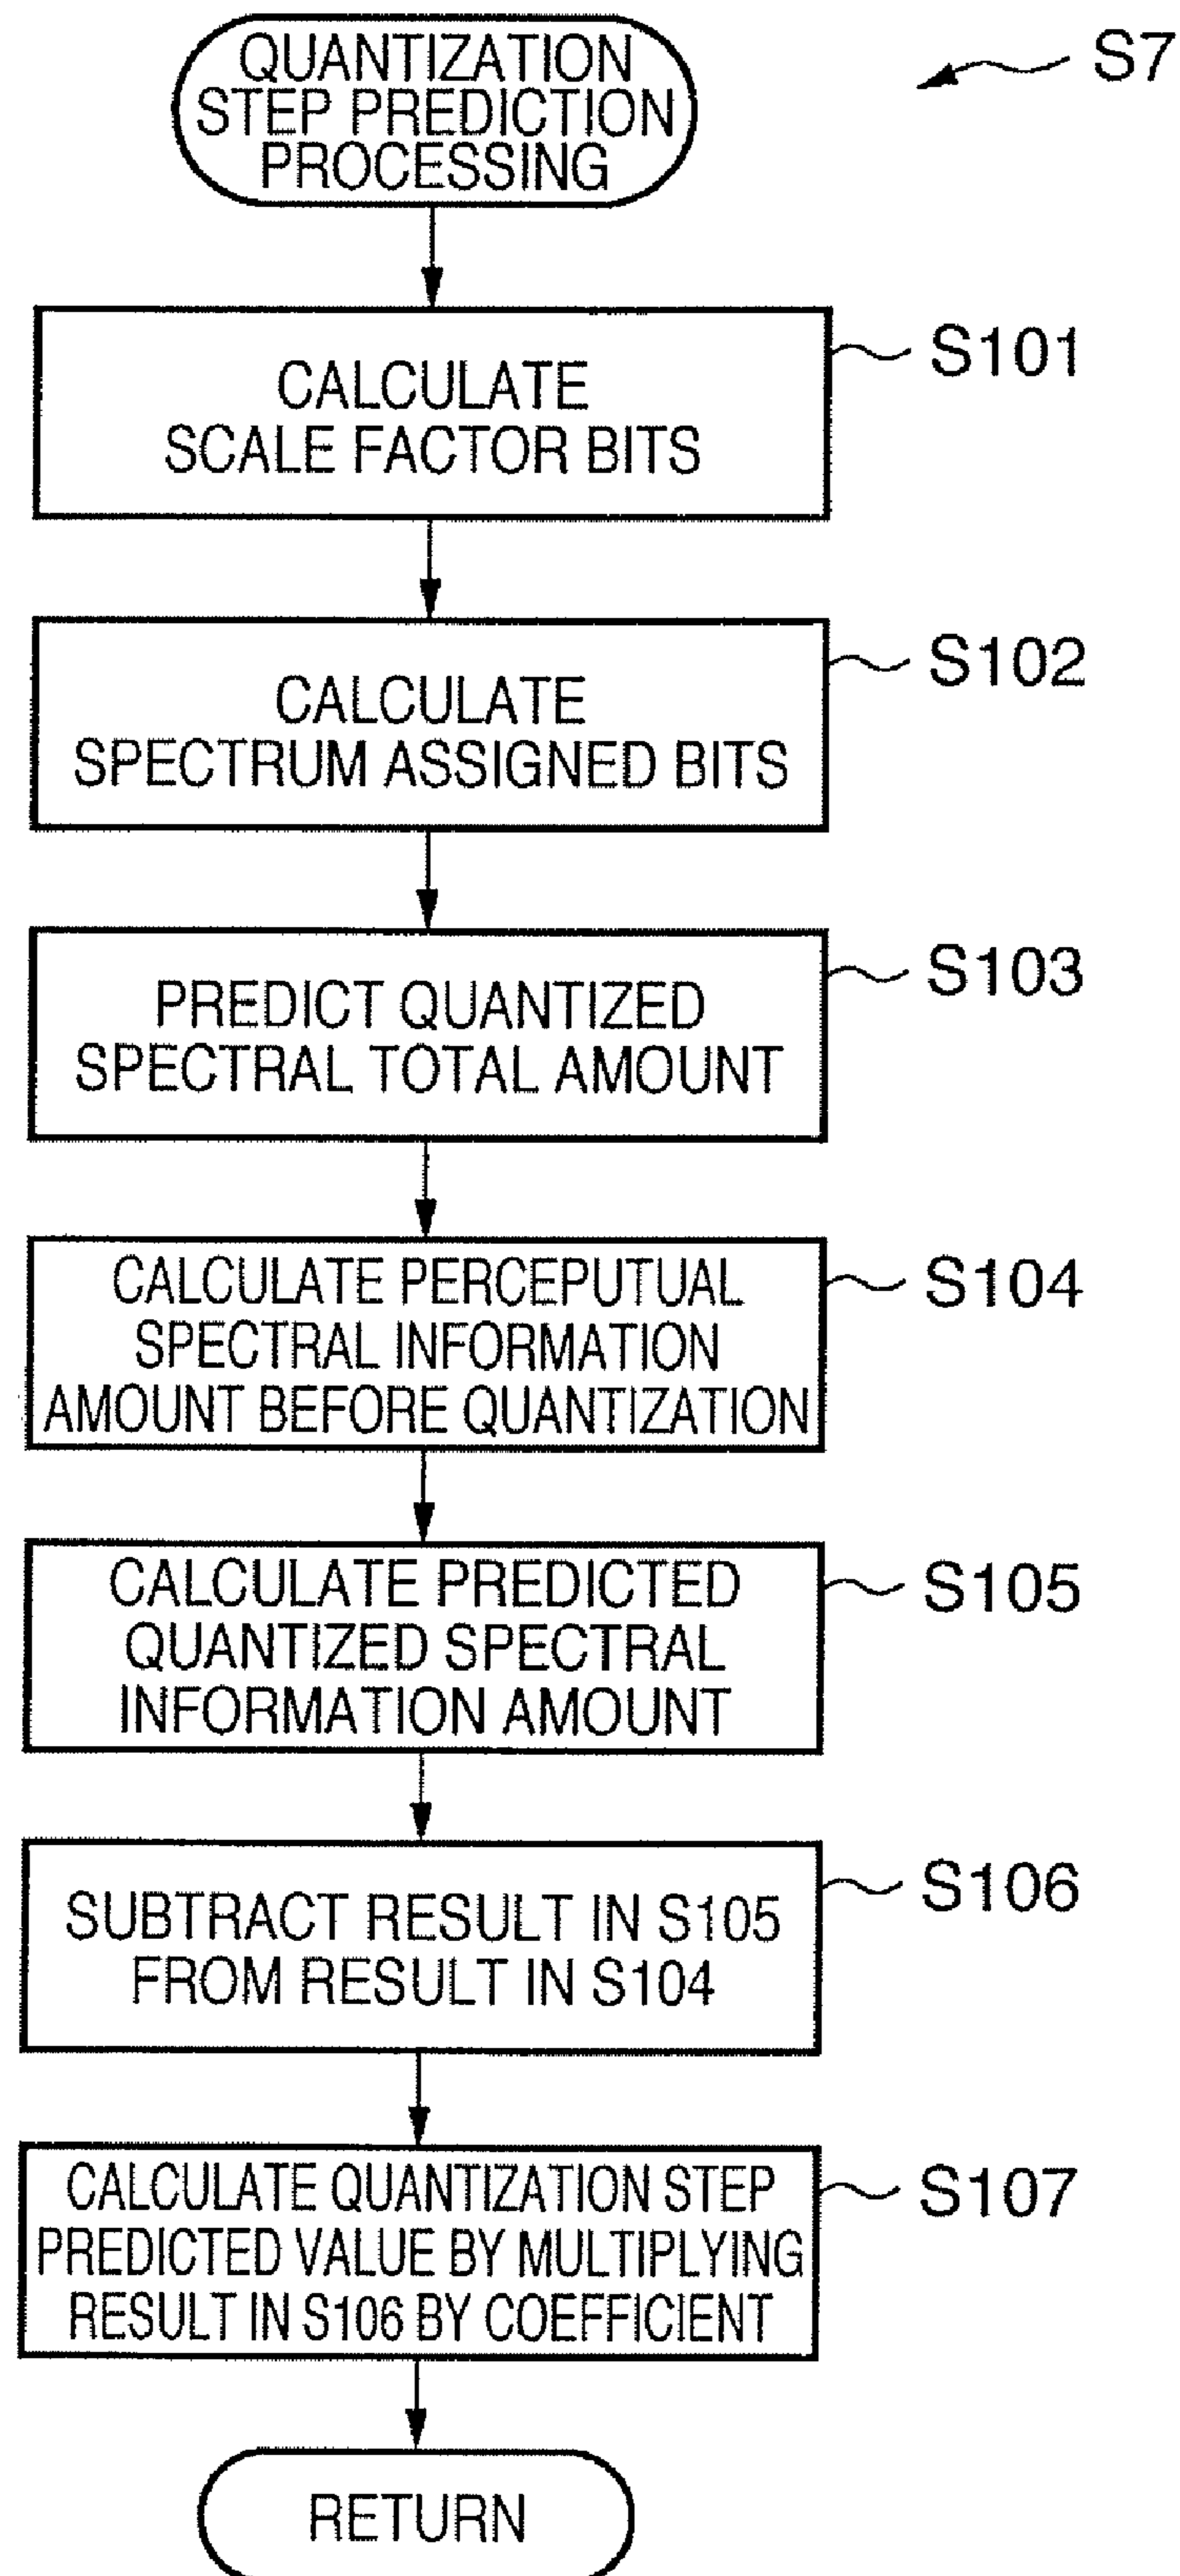 QUANTIZATION
STEP PREDICTION
PROCESSING
S7
CALCULATE
SCALE FACTOR BITS
S101
CALCULATE
SPECTRUM ASSIGNED BITS
S102
PREDICT QUANTIZED
SPECTRAL TOTAL AMOUNT
S103
CALCULATE PERCEPUTUAL
SPECTRAL INFORMATION
AMOUNT BEFORE QUANTIZATION
S104
CALCULATE PREDICTED
QUANTIZED SPECTRAL
INFORMATION AMOUNT
S105
SUBTRACT RESULT IN S105
FROM RESULT IN S104
S106
CALCULATE QUANTIZATION STEP
PREDICTED VALUE BY MULTIPLYING
RESULT IN S106 BY COEFFICIENT
S107
RETURN